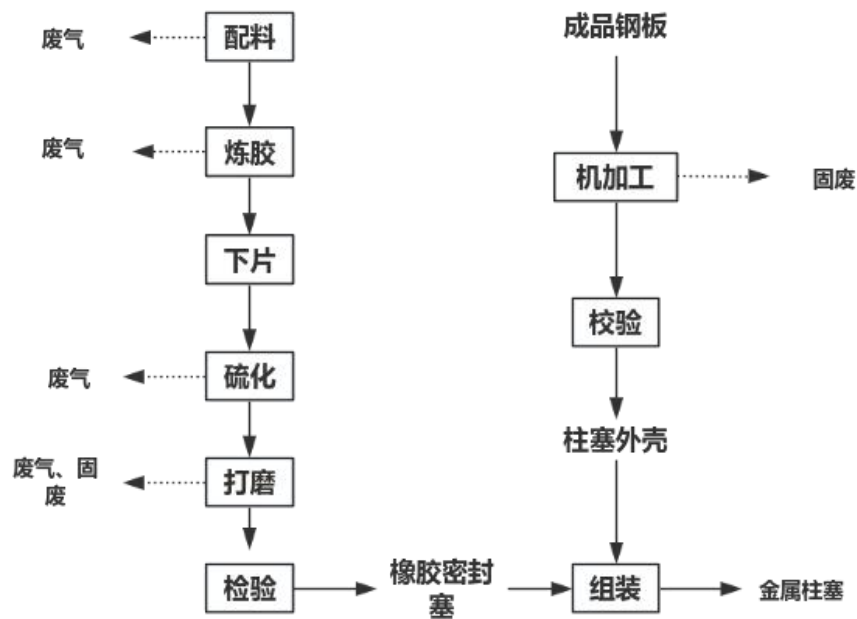 废气
配料
成品钢板
废气
炼胶
机加工
固废
下片
校验
废气
硫化
柱塞外壳
废气、固
废
打磨
检验
橡胶密封
塞
组装
金属柱塞